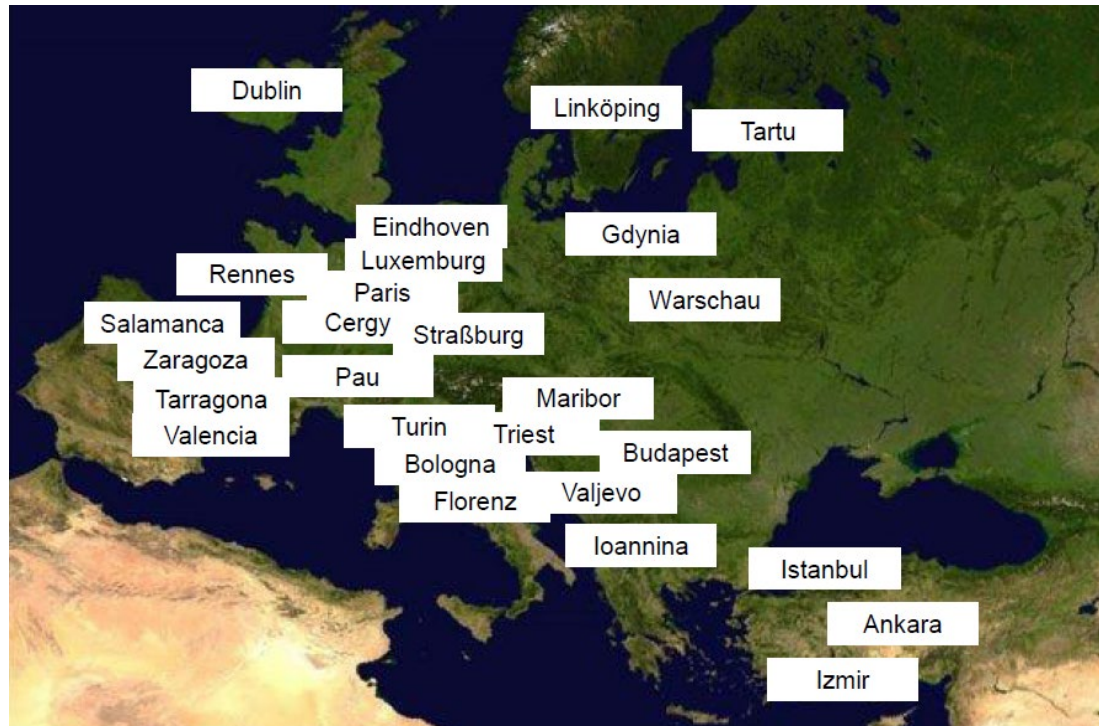 Dublin
Linköping
Tartu
Eindhoven
Gdynia
Luxemburg
Rennes
Paris
Warschau
Salamanca
Cergy
Straßburg
Zaragoza
Pau
Tarragona
Maribor
Valencia
Turin
Triest
Budapest
Bologna
Valjevo
Florenz
Ioannina
Istanbul
Ankara
Izmir